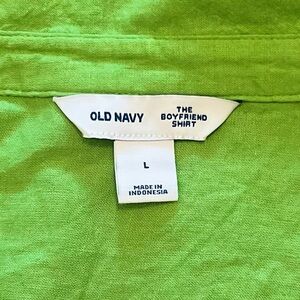 OLD NAVY
THE
BOYFRIEND
SHIRT
L
MADE IN
INDONESIA